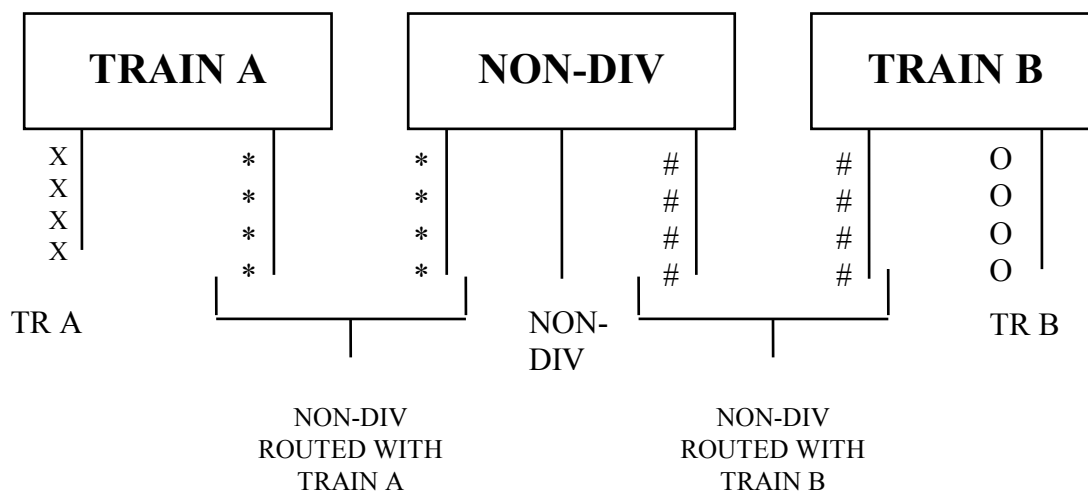 TRAIN A NON-DIV TRAIN B
X * * # # O
X * * # # O
X * * # # O
X * * # # O
TR A NON- TR B
DIV
NON-DIV NON-DIV
ROUTED WITH ROUTED WITH
TRAIN A TRAIN B